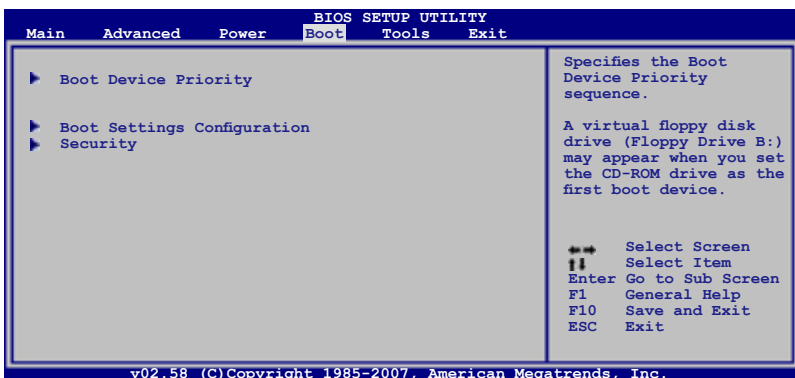 BIOS SETUP UTILITY
Main Advanced Power Boot Tools Exit
Boot Device Priority
Boot Settings Configuration
Security
Specifies the Boot
Device Priority
sequence.
A virtual floppy disk
drive (Floppy Drive B:)
may appear when you set
the CD-ROM drive as the
first boot device.
Select Screen
Select Item
Enter Go to Sub Screen
F1 General Help
F10 Save and Exit
ESC Exit
v02.58 (C)Copyright 1985-2007, American Megatrends, Inc.